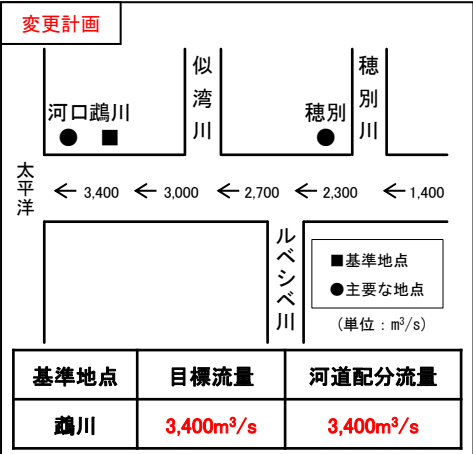 変更計画
似湾川
穂別川
河口 鵡川
穂別
太平洋
← 3,400 ← 3,000 ← 2,700 ← 2,300 ← 1,400
ルベシベ川
■基準地点
●主要な地点
(単位：m³/s)
基準地点 目標流量 河道配分流量
鵡川 3,400m³/s 3,400m³/s